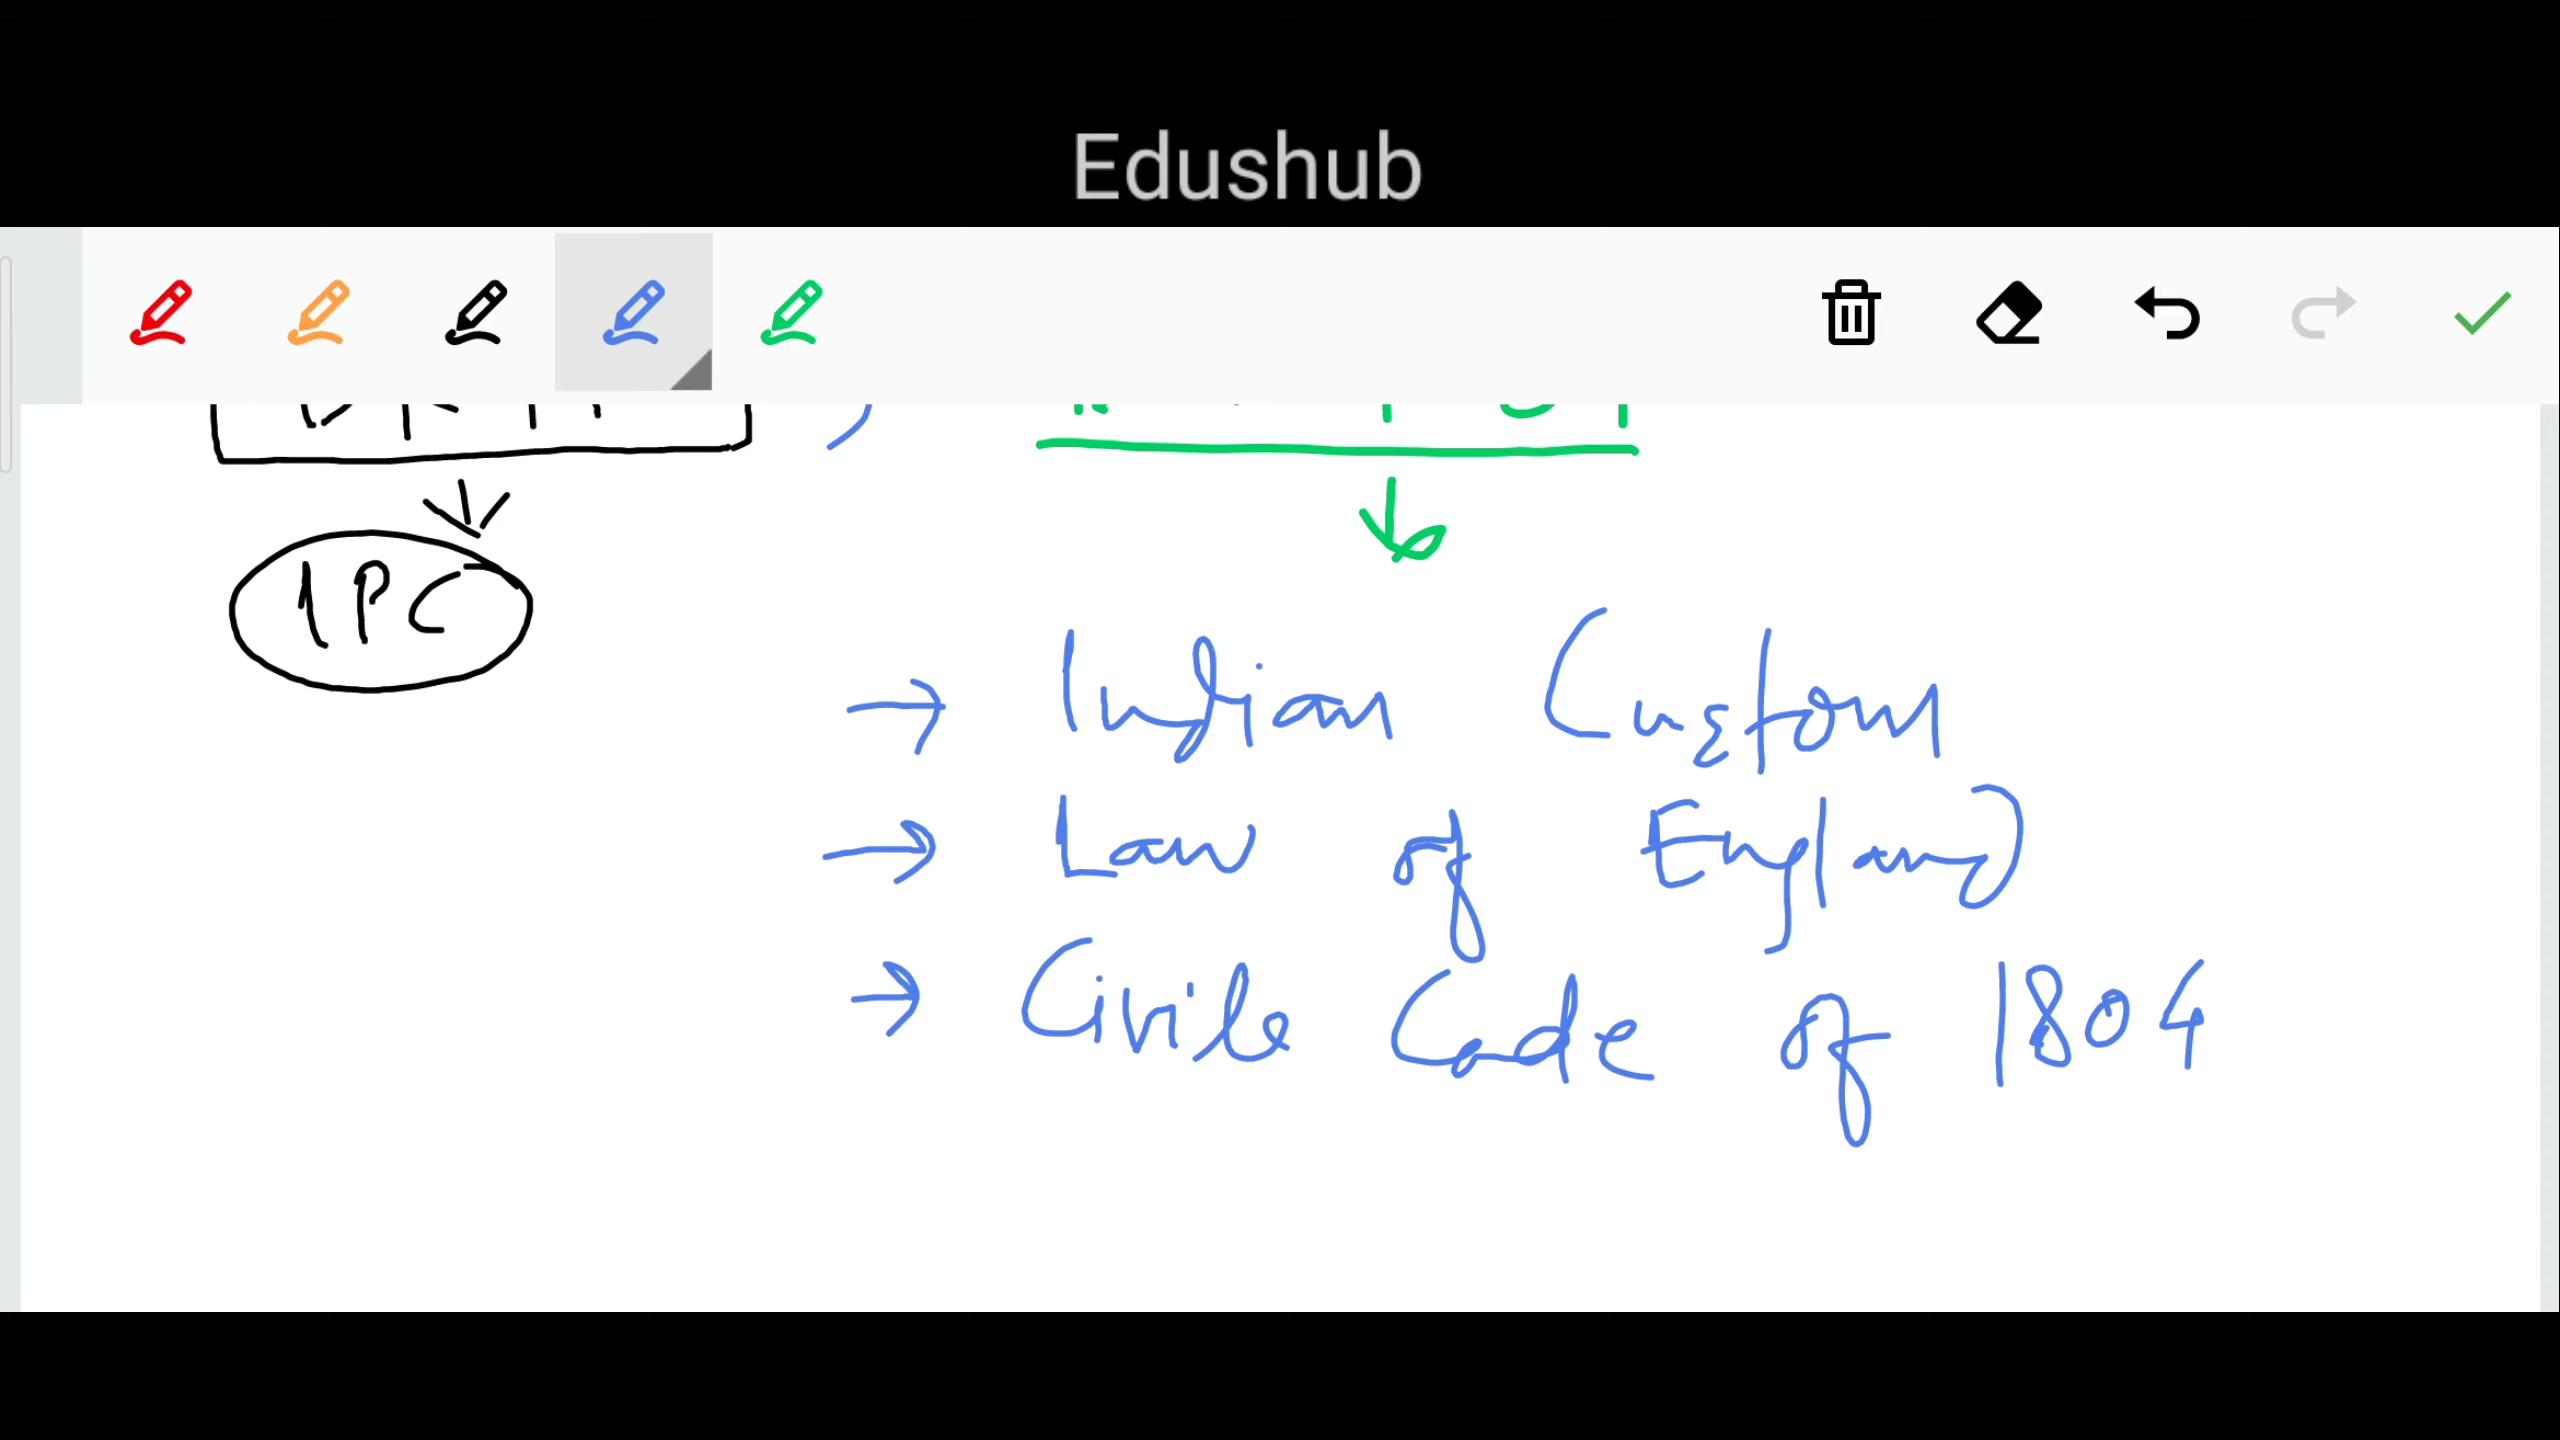 Edushub
IPC
→ Indian Custom
→ Law of England
→ Civile Code of 1804